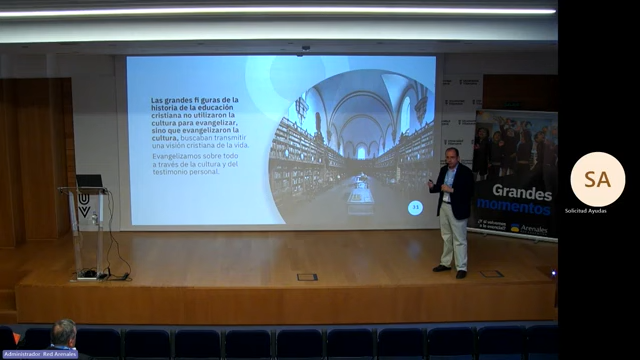 Las grandes fi guras de la
historia de la educación
cristiana no utilizaron la
cultura para evangelizar,
sino que evangelizaron la
cultura, buscaban transmitir
una visión cristiana de la vida.
Evangelizamos sobre todo
a través de la cultura y del
testimonio personal.
Grandes
momentos
Arenales
SA
Solicitud Ayudas
Administrador Red Arenales